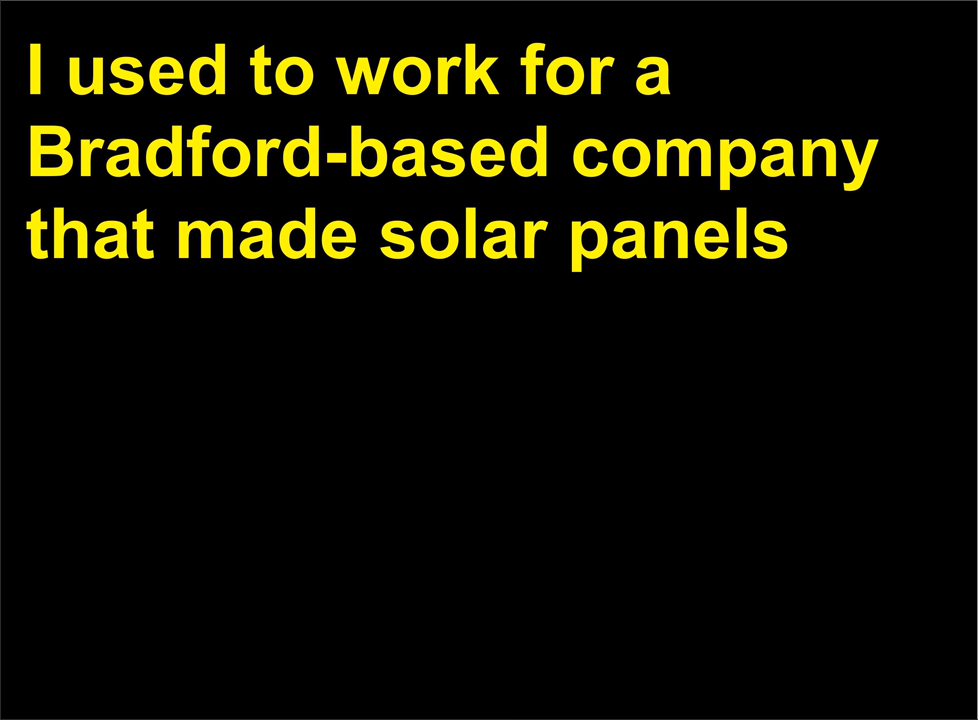 I used to work for a
Bradford-based company
that made solar panels